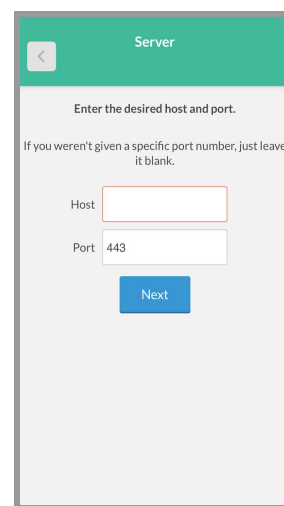 Server
Enter the desired host and port.
If you weren't given a specific port number, just leave
it blank.
Host
Port 443
Next